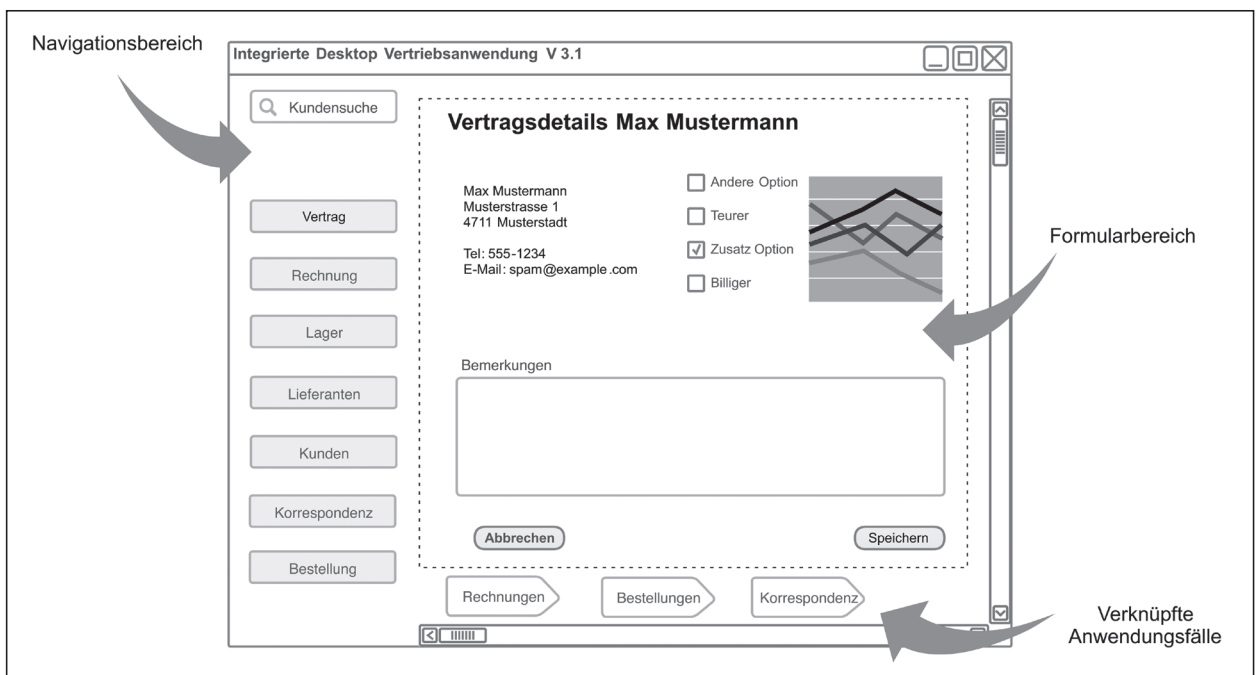 Navigationsbereich
Integrierte Desktop Vertriebsanwendung V 3.1
Kundensuche
Vertrag
Rechnung
Lager
Lieferanten
Kunden
Korrespondenz
Bestellung
Vertragsdetails Max Mustermann
Max Mustermann
Musterstrasse 1
4711 Musterstadt
Tel: 555-1234
E-Mail: spam@example.com
Andere Option
Teurer
Zusatz Option
Billiger
Bemerkungen
Abbrechen
Speichern
Rechnungen
Bestellungen
Korrespondenz
Formularbereich
Verknüpfte
Anwendungsfälle